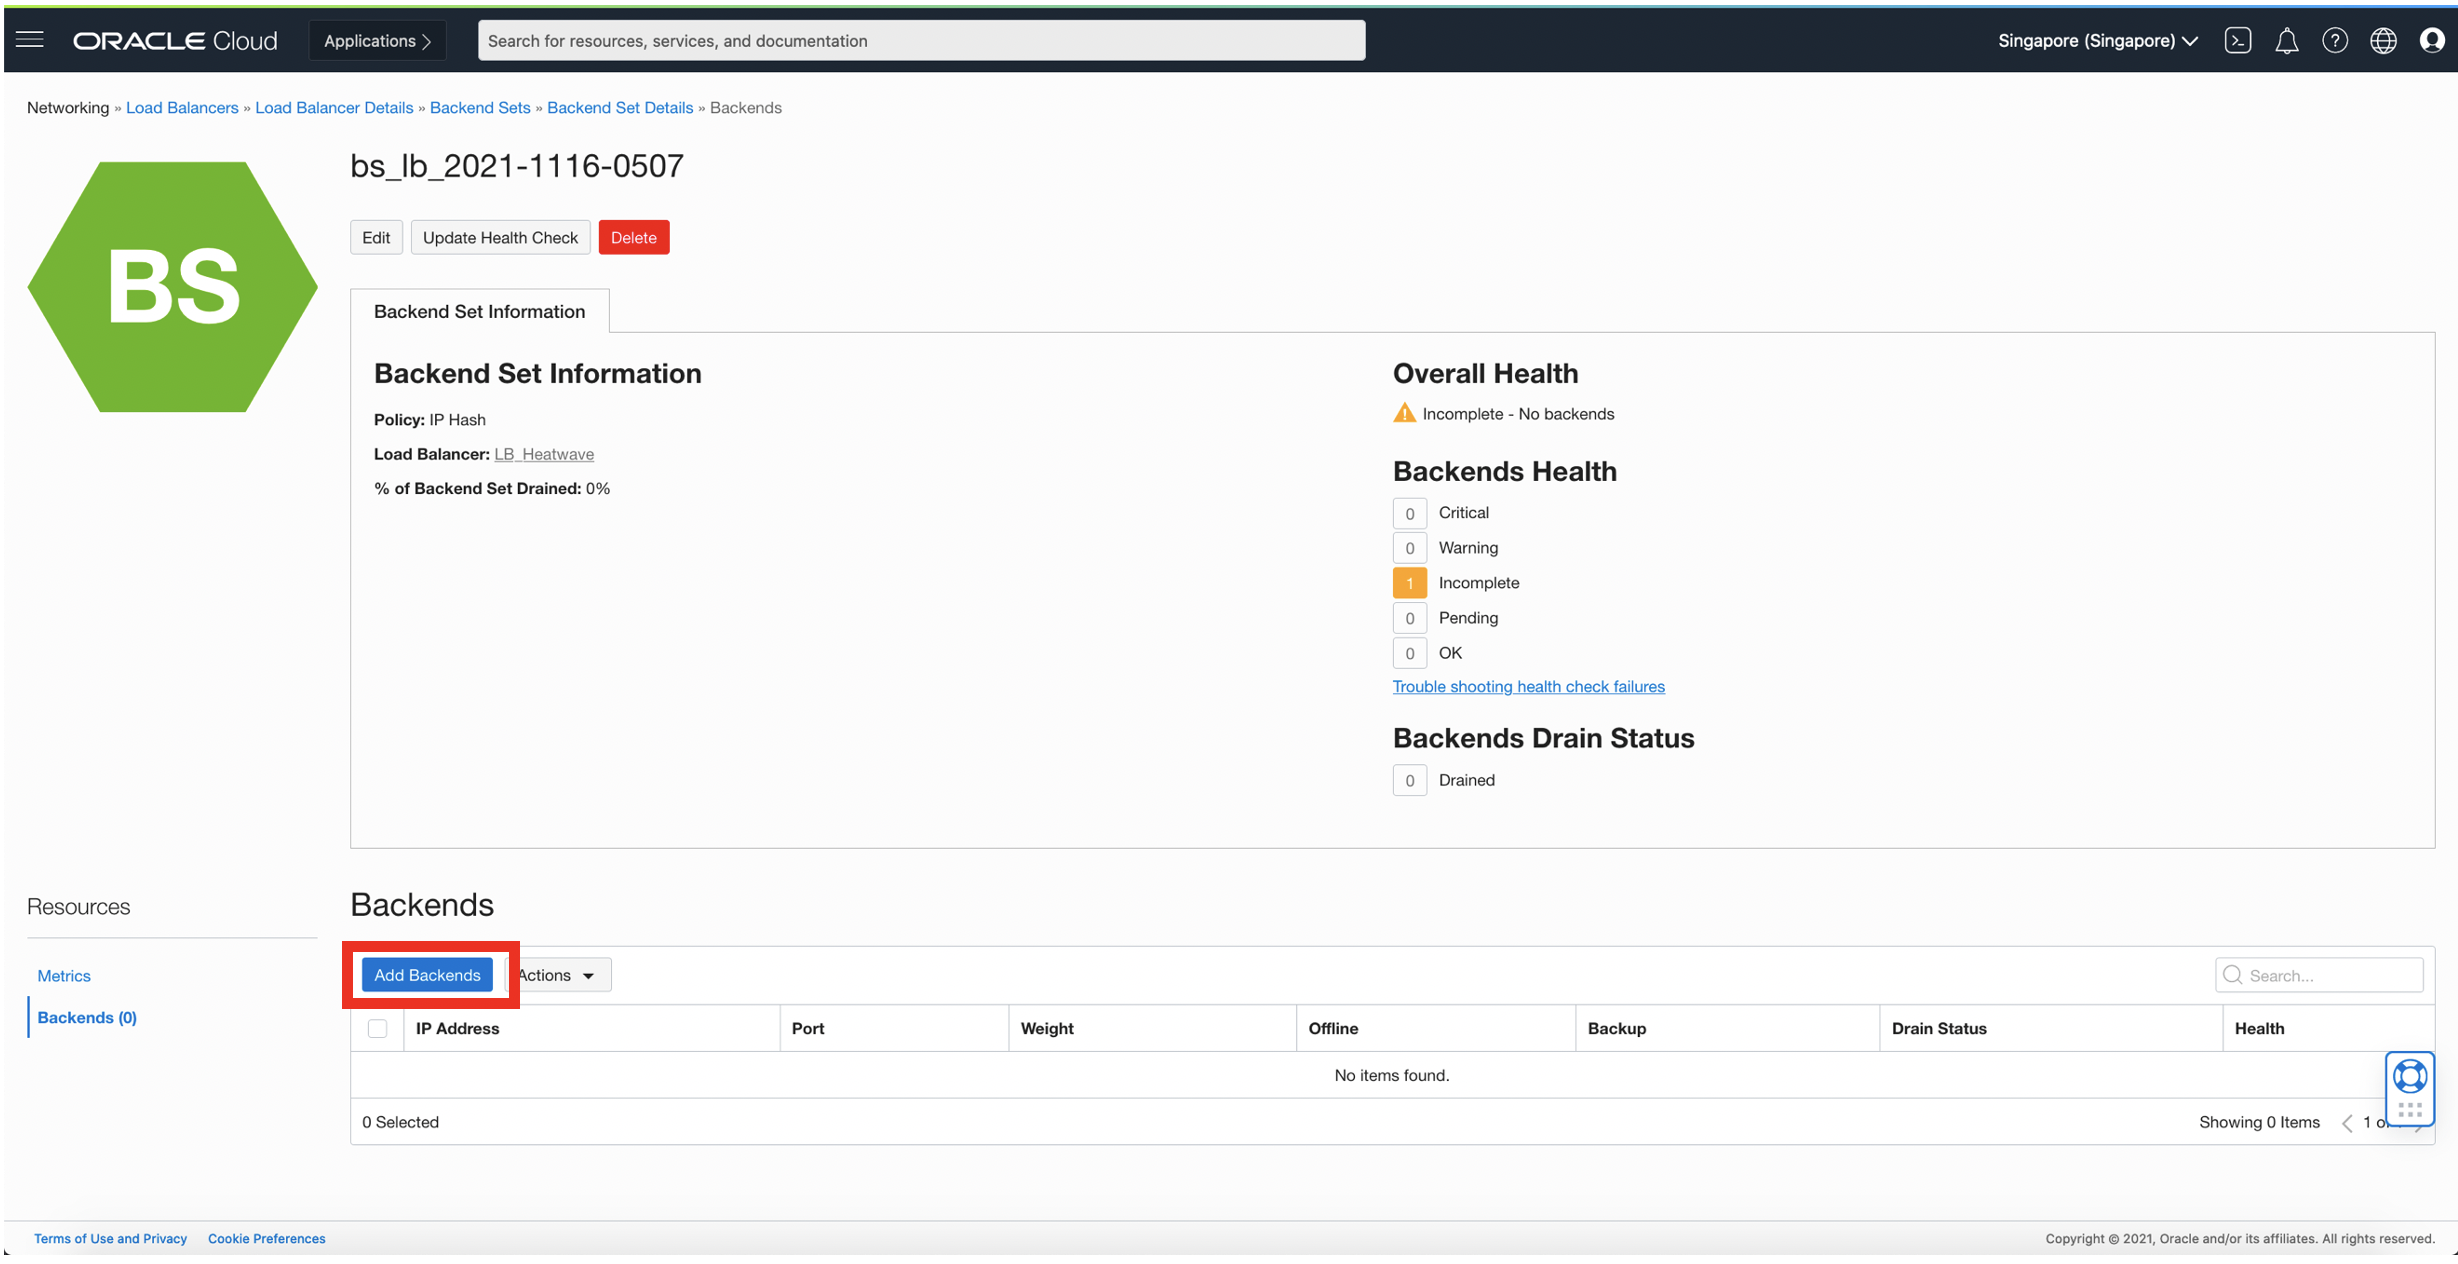 ORACLE Cloud Applications Search for resources, services, and documentation Singapore (Singapore)
Networking » Load Balancers » Load Balancer Details » Backend Sets » Backend Set Details » Backends
BS
bs_lb_2021-1116-0507
Edit Update Health Check Delete
Backend Set Information
Backend Set Information
Policy: IP Hash
Load Balancer: LB_Heatwave
% of Backend Set Drained: 0%
Overall Health
Incomplete - No backends
Backends Health
0 Critical
0 Warning
1 Incomplete
0 Pending
0 OK
Trouble shooting health check failures
Backends Drain Status
0 Drained
Resources
Metrics
Backends (0)
Backends
Add Backends Actions Search...
IP Address Port Weight Offline Backup Drain Status Health
No items found.
0 Selected Showing 0 Items 1
Terms of Use and Privacy Cookie Preferences Copyright © 2021, Oracle and/or its affiliates. All rights reserved.